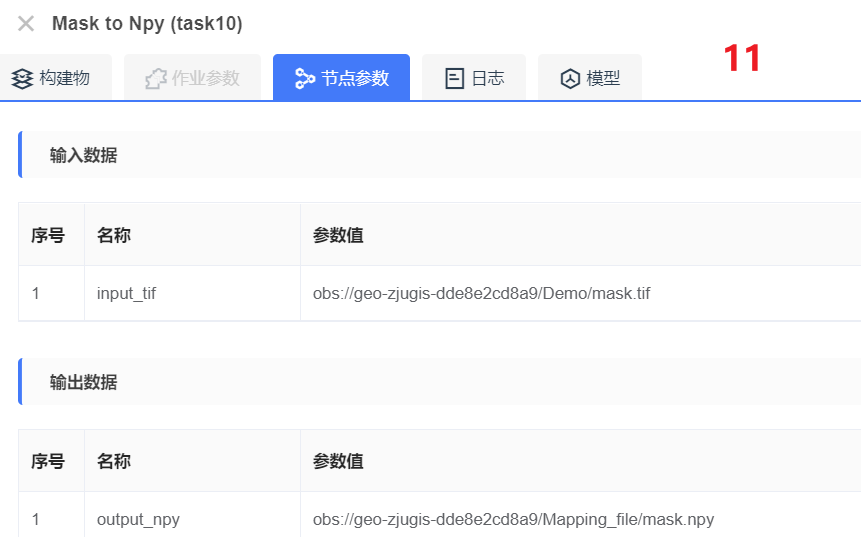 Mask to Npy (task10)
11
构建物 作业参数 节点参数 日志 模型
输入数据
序号 名称 参数值
1 input_tif obs://geo-zjugis-dde8e2cd8a9/Demo/mask.tif
输出数据
序号 名称 参数值
1 output_npy obs://geo-zjugis-dde8e2cd8a9/Mapping_file/mask.npy